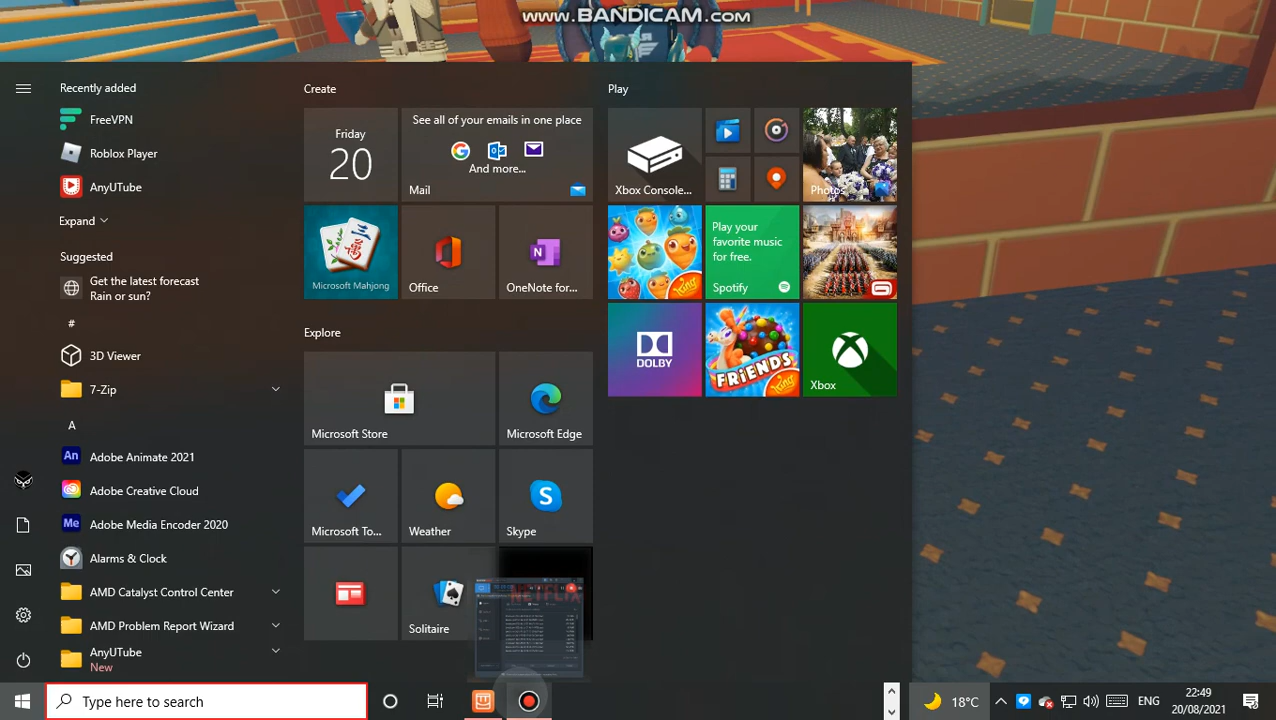 www.BANDICAM.com
Recently added
FreeVPN
Roblox Player
AnyUTube
Expand
Suggested
Get the latest forecast
Rain or sun?
#
3D Viewer
7-Zip
A
Adobe Animate 2021
Adobe Creative Cloud
Adobe Media Encoder 2020
Alarms & Clock
AMD Catalyst Control Center
AMD Problem Report Wizard
AnyUTube
New
Create
Friday
20
See all of your emails in one place
And more...
Mail
Microsoft Mahjong
Office
OneNote for...
Explore
Microsoft Store
Microsoft Edge
Microsoft To...
Weather
Skype
Solitaire
NETFLIX
Play
Xbox Console...
Photos
King
Play your
favorite music
for free.
Spotify
DOLBY
FRIENDS
King
Xbox
Type here to search
18°C
ENG
22:49
20/08/2021